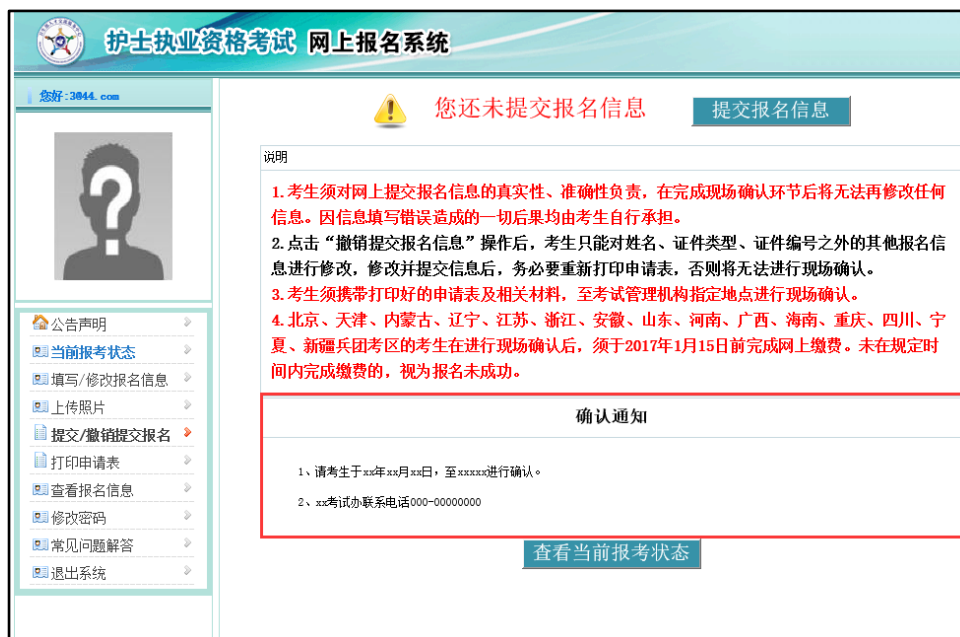 护士执业资格考试 网上报名系统
您好:3@44.com
您还未提交报名信息
提交报名信息
说明
1.考生须对网上提交报名信息的真实性、准确性负责，在完成现场确认环节后将无法再修改任何
信息。因信息填写错误造成的一切后果均由考生自行承担。
2.点击“撤销提交报名信息”操作后，考生只能对姓名、证件类型、证件编号之外的其他报名信
息进行修改，修改并提交信息后，务必要重新打印申请表，否则将无法进行现场确认。
3.考生须携带打印好的申请表及相关材料，至考试管理机构指定地点进行现场确认。
4.北京、天津、内蒙古、辽宁、江苏、浙江、安徽、山东、河南、广西、海南、重庆、四川、宁
夏、新疆兵团考区的考生在进行现场确认后，须于2017年1月15日前完成网上缴费。未在规定时
间内完成缴费的，视为报名未成功。
公告声明
当前报考状态
填写/修改报名信息
上传照片
提交/撤销提交报名
打印申请表
查看报名信息
修改密码
常见问题解答
退出系统
确认通知
1、请考生于xx年xx月xx日，至xxxxx进行确认。
2、xx考试办联系电话000-00000000
查看当前报考状态